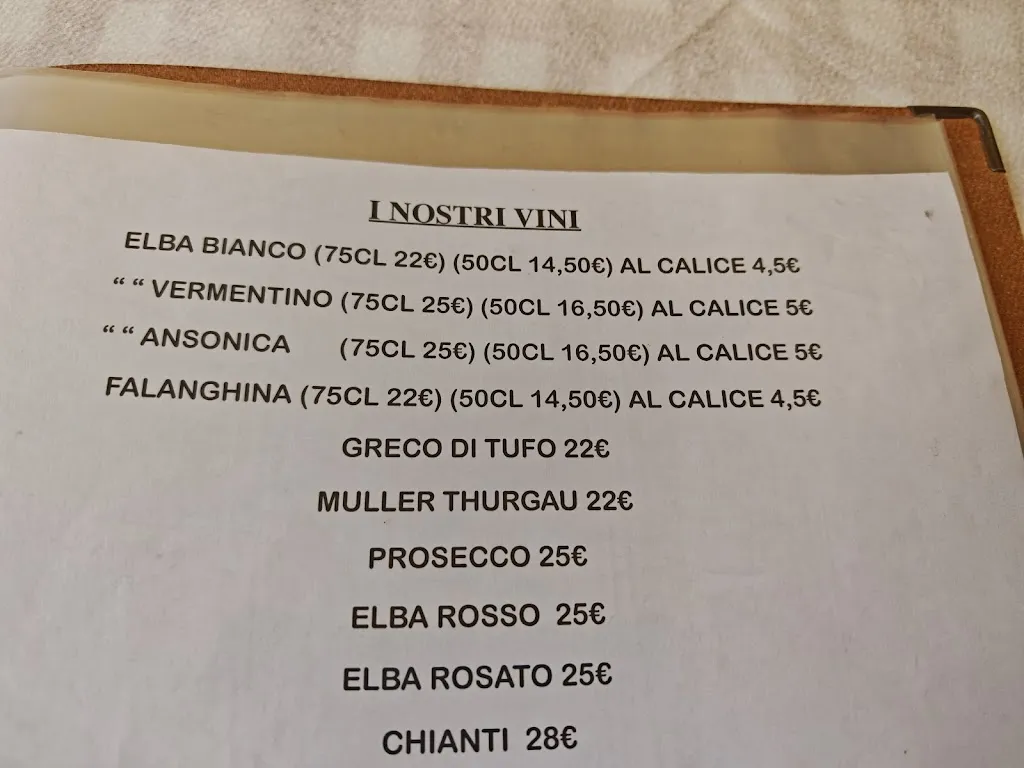 I NOSTRI VINI
ELBA BIANCO (75CL 22€) (50CL 14,50€) AL CALICE 4,5€
“ “ VERMENTINO (75CL 25€) (50CL 16,50€) AL CALICE 5€
“ “ ANSONICA (75CL 25€) (50CL 16,50€) AL CALICE 5€
FALANGHINA (75CL 22€) (50CL 14,50€) AL CALICE 4,5€
GRECO DI TUFO 22€
MULLER THURGAU 22€
PROSECCO 25€
ELBA ROSSO 25€
ELBA ROSATO 25€
CHIANTI 28€